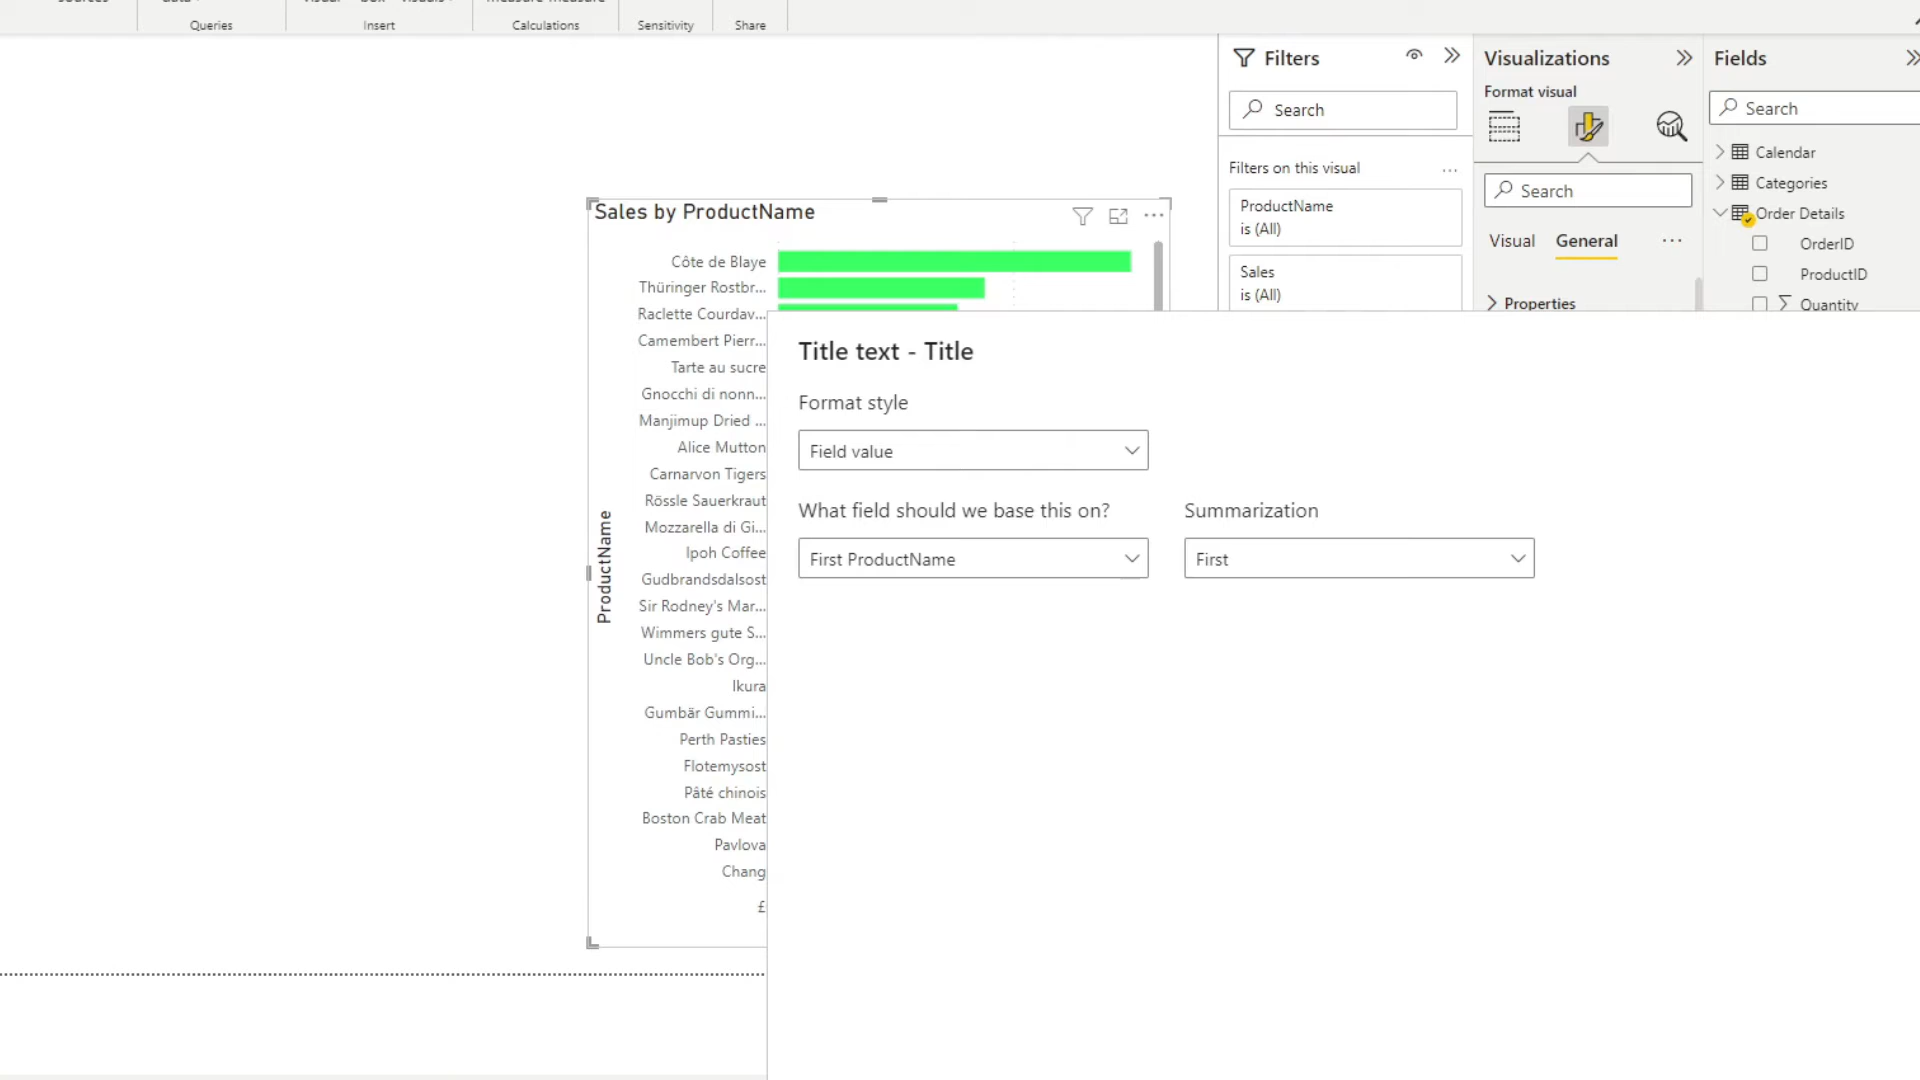 Queries
Insert
Calculations
Sensitivity
Share
Filters
Search
Filters on this visual
...
ProductName
is (All)
Sales
is (All)
Visualizations
Format visual
Search
Visual
General
...
Properties
Fields
Search
Calendar
Categories
Order Details
OrderID
ProductID
Quantity
Sales by ProductName
Côte de Blaye
Thüringer Rostbr...
Raclette Courdav...
Camembert Pierr...
Tarte au sucre
Gnocchi di nonn...
Manjimup Dried ...
Alice Mutton
Carnarvon Tigers
Rössle Sauerkraut
Mozzarella di Gi...
Ipoh Coffee
Gudbrandsdalsost
Sir Rodney's Mar...
Wimmers gute S...
Uncle Bob's Org...
Ikura
Gumbär Gummi...
Perth Pasties
Flotemysost
Pâté chinois
Boston Crab Meat
Pavlova
Chang
£
ProductName
Title text - Title
Format style
Field value
What field should we base this on?
First ProductName
Summarization
First